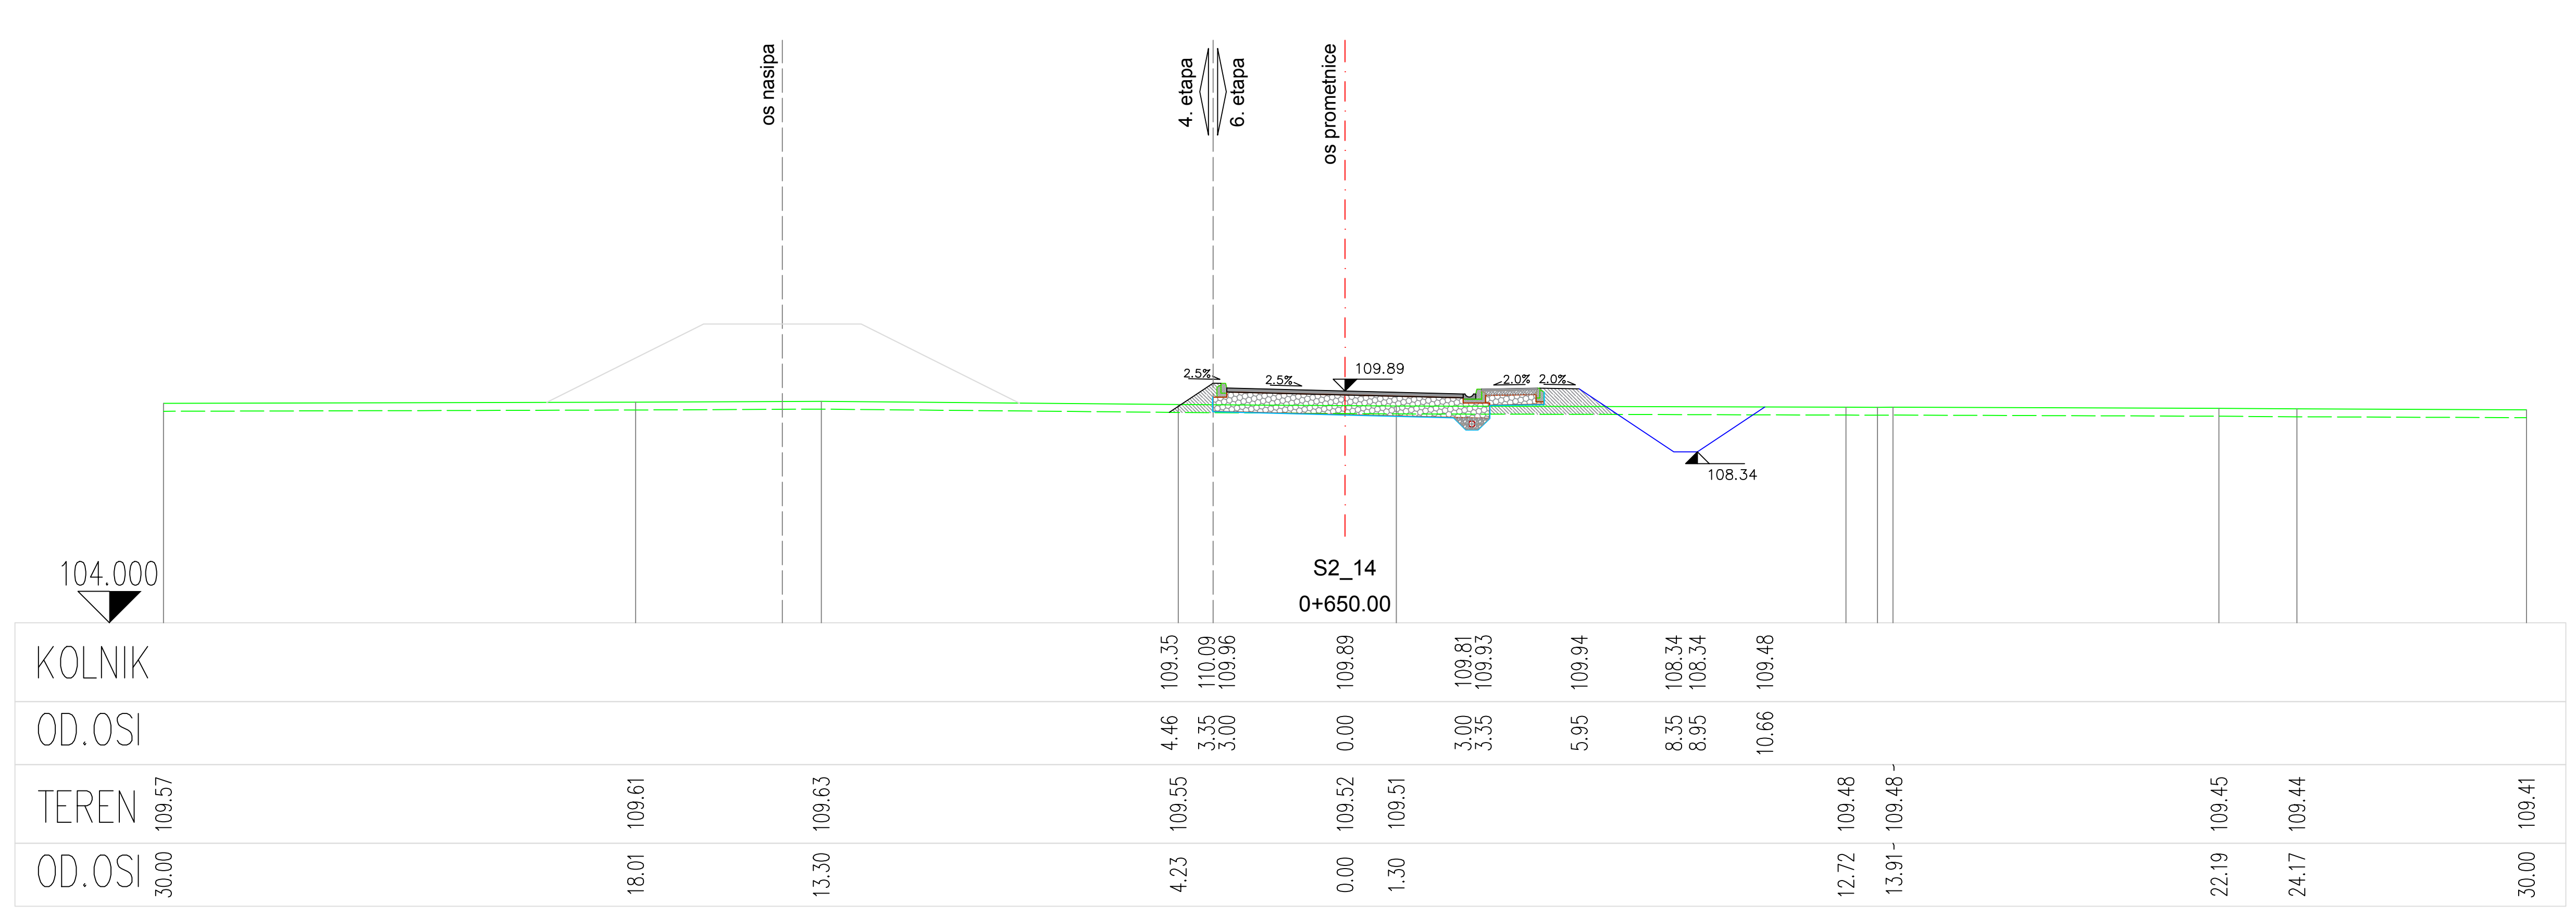 os nasipa
4. etapa
6. etapa
os prometnice
2.5%
2.5%
109.89
2.0%
2.0%
108.34
S2_14
0+650.00
104.000
KOLNIK 109.35 110.09 109.96 109.89 109.81 109.93 109.94 108.34 108.34 109.48
OD.OSI 4.46 3.35 3.00 0.00 3.00 3.35 5.95 8.35 8.95 10.66
TEREN 109.57 109.61 109.63 109.55 109.52 109.51 109.48 109.48 109.45 109.44 109.41
OD.OSI 30.00 18.01 13.30 4.23 0.00 1.30 12.72 13.91 22.19 24.17 30.00